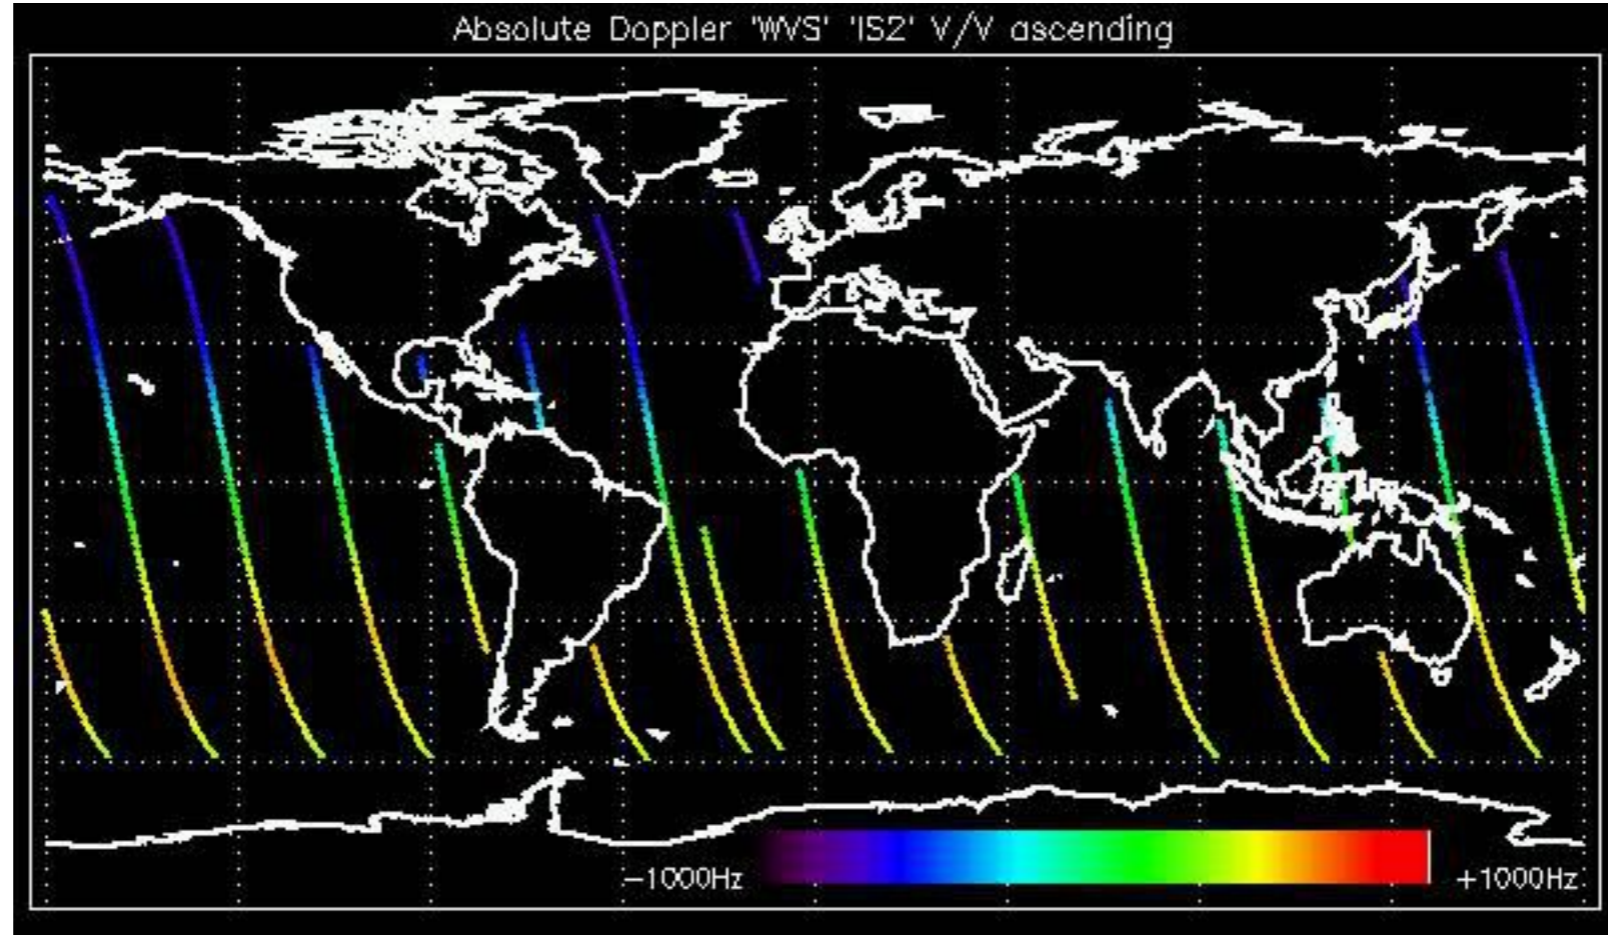 Absolute Doppler 'WVS' 'IS2' V/V ascending
-1000Hz +1000Hz